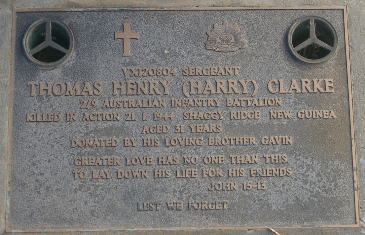 VX120804 SERGEANT
THOMAS HENRY (HARRY) CLARKE
2/9 AUSTRALIAN INFANTRY BATTALION
KILLED IN ACTION 21 1 1944 SHAGGY RIDGE NEW GUINEA
AGED 31 YEARS
DONATED BY HIS LOVING BROTHER GAVIN
GREATER LOVE HAS NO ONE THAN THIS
TO LAY DOWN HIS LIFE FOR HIS FRIENDS
JOHN 15-13
LEST WE FORGET